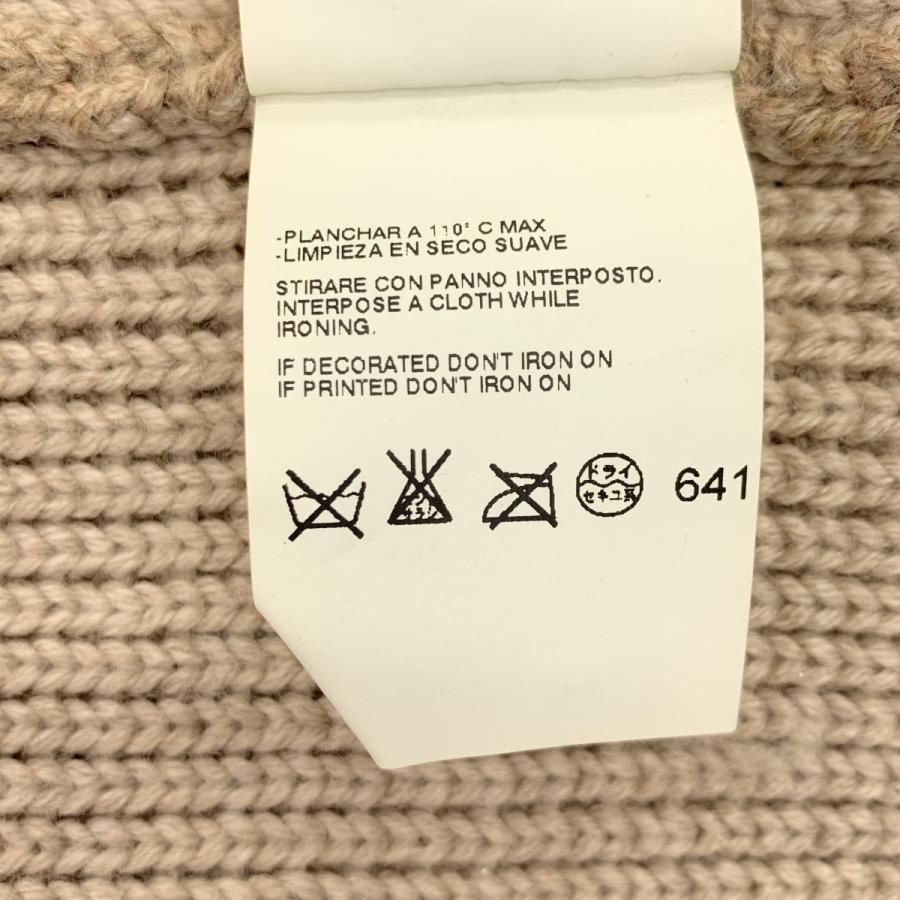 -PLANCHAR A 110° C MAX
-LIMPIEZA EN SECO SUAVE
STIRARE CON PANNO INTERPOSTO.
INTERPOSE A CLOTH WHILE
IRONING.
IF DECORATED DON'T IRON ON
IF PRINTED DON'T IRON ON
ドライ
セキユ系
641